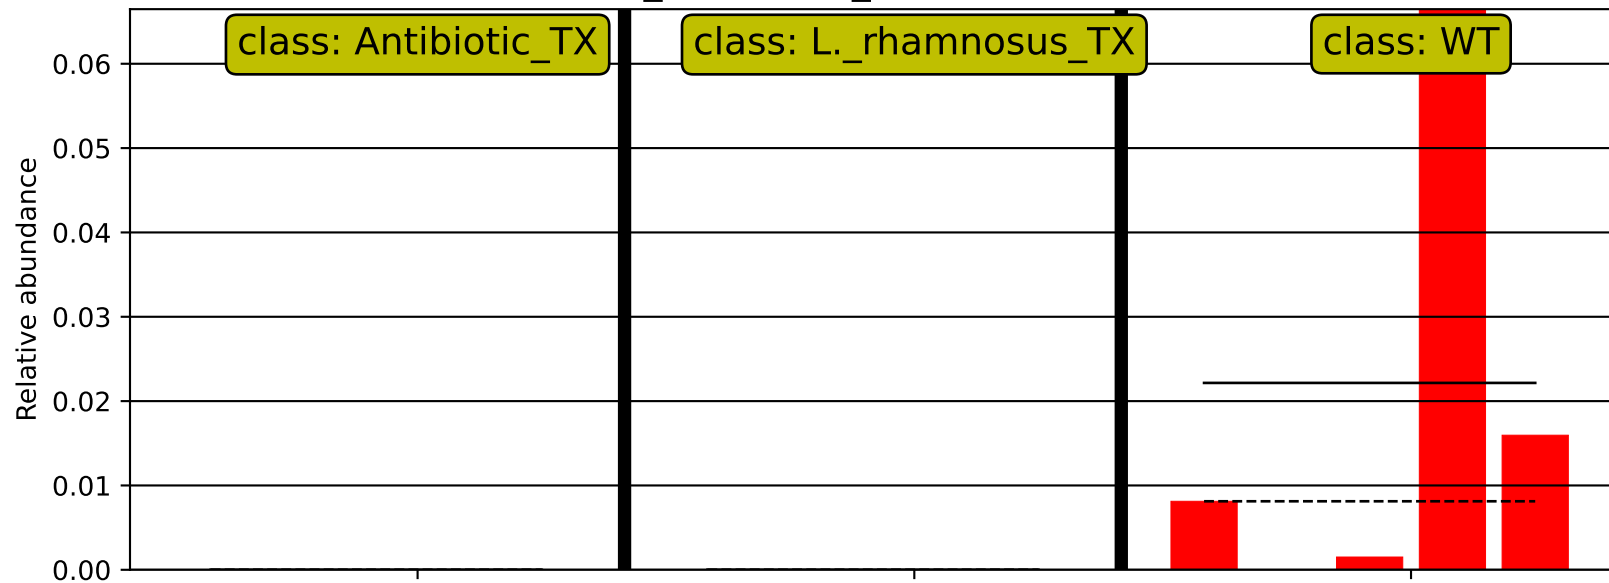 class: Antibiotic_TX
class: L._rhamnosus_TX
class: WT
0.06
0.05
0.04
0.03
0.02
0.01
0.00
Relative abundance